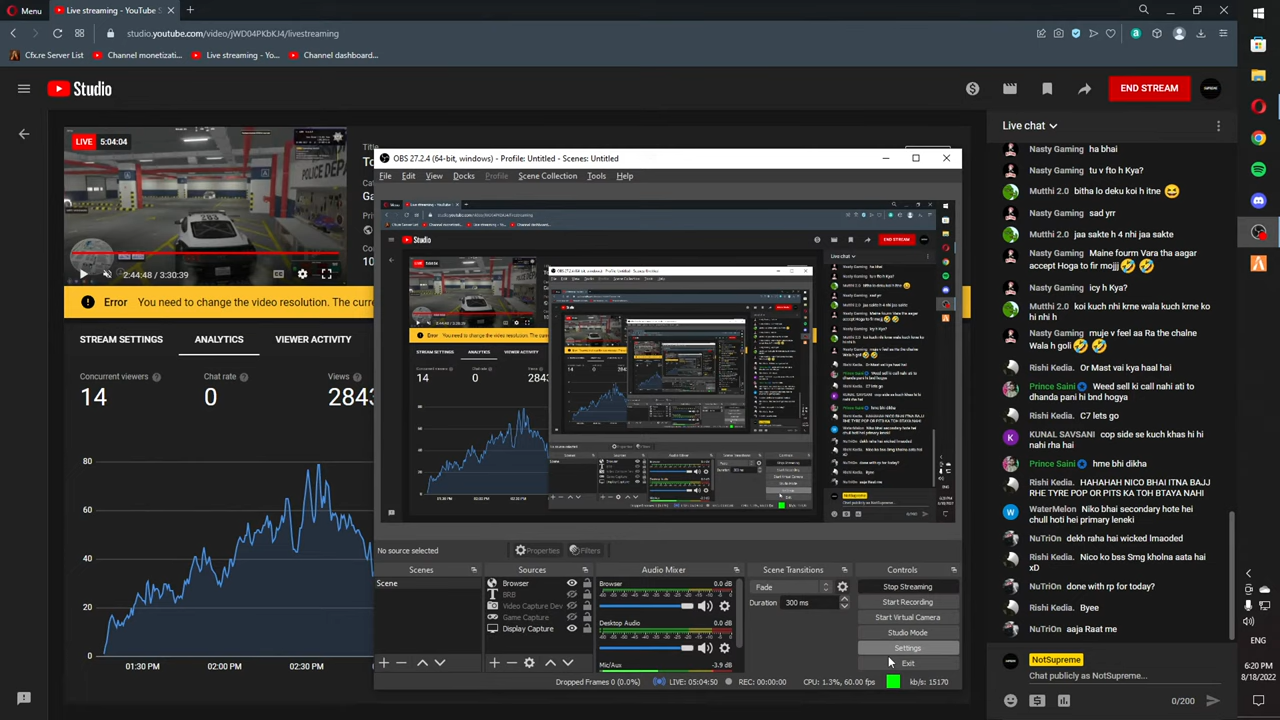 Menu
Live streaming - YouTube S
studio.youtube.com/video/jWD04PKbKJ4/livestreaming
Cfx.re Server List
Channel monetizati...
Live streaming - Yo...
Channel dashboard...
Studio
END STREAM
LIVE 5:04:04
POLICE DEPA
2:44:48 / 3:30:39
Error You need to change the video resolution. The curre
STREAM SETTINGS
ANALYTICS
VIEWER ACTIVITY
Concurrent viewers
14
Chat rate
0
Views
2843
80
60
40
20
0
01:30 PM
02:00 PM
02:30 PM
OBS 27.2.4 (64-bit, windows) - Profile: Untitled - Scenes: Untitled
File Edit View Docks Profile Scene Collection Tools Help
No source selected
Properties
Filters
Scenes
Scene
Sources
Browser
BRB
Video Capture Dev
Game Capture
Display Capture
Audio Mixer
Browser 0.0 dB
Desktop Audio 0.0 dB
Mic/Aux -3.9 dB
Scene Transitions
Fade
Duration 300 ms
Controls
Stop Streaming
Start Recording
Start Virtual Camera
Studio Mode
Settings
Exit
Dropped Frames 0 (0.0%)
LIVE: 05:04:50
REC: 00:00:00
CPU: 1.3%, 60.00 fps
kb/s: 15170
Live chat
Nasty Gaming ha bhai
Nasty Gaming tu v fto h Kya?
Mutthi 2.0 bitha lo deku koi h itne 😆
Nasty Gaming sad yrr
Mutthi 2.0 jaa sakte h 4 nhi jaa sakte
Nasty Gaming Maine fourm Vara tha aagar
accept Hoga to fir mojjj 🤣 🤣
Nasty Gaming icy h Kya?
Mutthi 2.0 koi kuch nhi krne wala kuch krne ko
hi nhi h
Nasty Gaming muje v feel aa Ra the chalne
Wala h goli🤣 🤣
Rishi Kedia. Or Mast vai kya haal hai
Prince Saini Weed sell ki call nahi ati to
dhanda pani hi bnd hogya
Rishi Kedia. C7 lets go
KUNAL SAVSANI cop side se kuch khas hi hi
nahi rha hai
Prince Saini hme bhi dikha
Rishi Kedia. HAHAHAH NICO BHAI ITNA BAJJ
RHE TYRE POP UR PITS KA TOH BTAYA NAHI
WaterMelon Niko bhai secondary hote hei
chull hoti hei primary leneki
NuTriOn dekh raha hai wicked lmaoded
Rishi Kedia. Nico ko bss Smg kholna aata hai
xD
NuTriOn done with rp for today?
Rishi Kedia. Byee
NuTriOn aaja Raat me
NotSupreme
Chat publicly as NotSupreme...
0/200
ENG
6:20 PM
8/18/2022